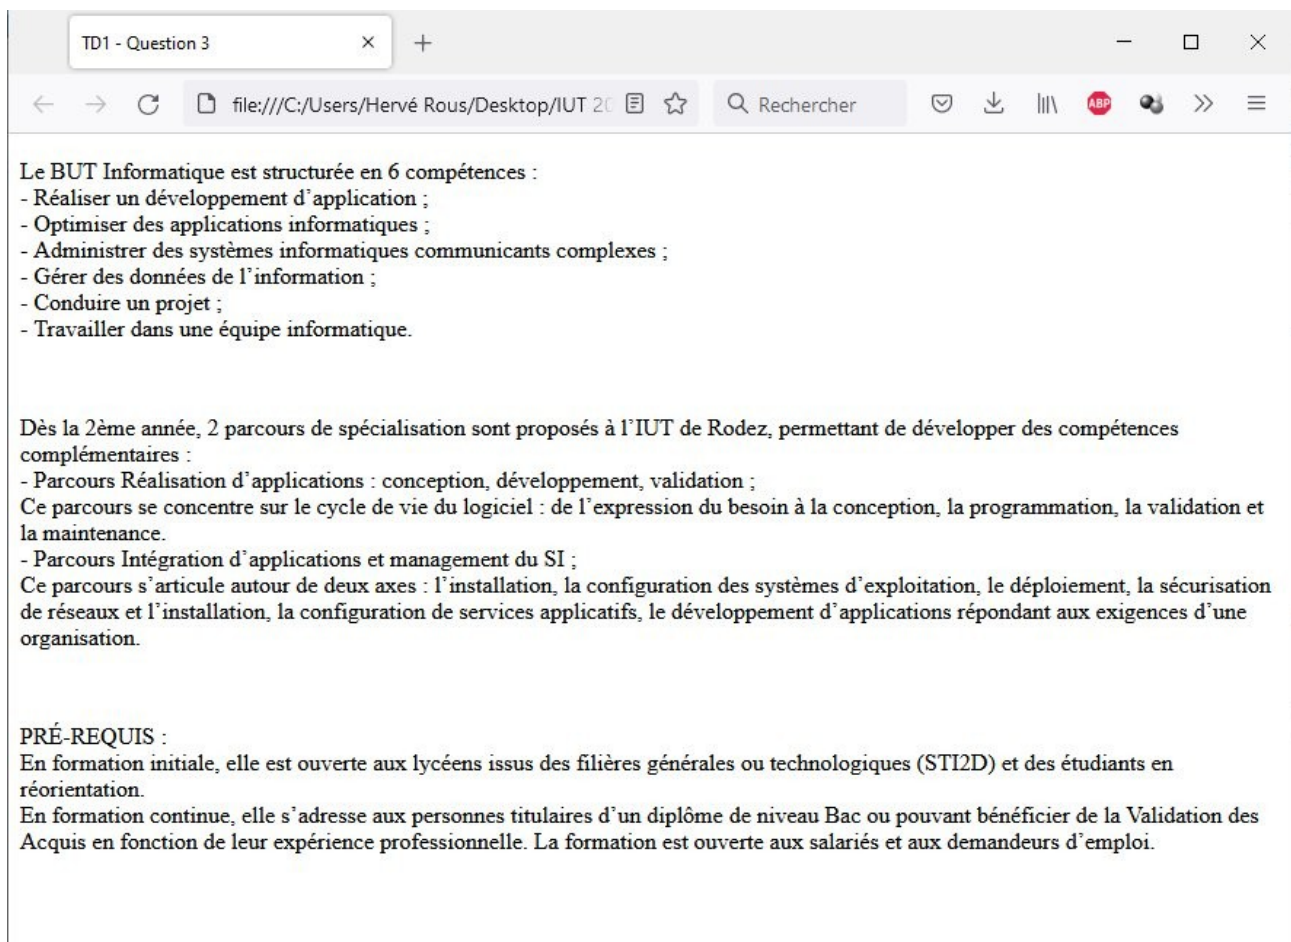 TD1 - Question 3
file:///C:/Users/Hervé Rous/Desktop/IUT 20
Rechercher
ABP
Le BUT Informatique est structurée en 6 compétences :
- Réaliser un développement d’application ;
- Optimiser des applications informatiques ;
- Administrer des systèmes informatiques communicants complexes ;
- Gérer des données de l’information ;
- Conduire un projet ;
- Travailler dans une équipe informatique.
Dès la 2ème année, 2 parcours de spécialisation sont proposés à l’IUT de Rodez, permettant de développer des compétences
complémentaires :
- Parcours Réalisation d’applications : conception, développement, validation ;
Ce parcours se concentre sur le cycle de vie du logiciel : de l’expression du besoin à la conception, la programmation, la validation et
la maintenance.
- Parcours Intégration d’applications et management du SI ;
Ce parcours s’articule autour de deux axes : l’installation, la configuration des systèmes d’exploitation, le déploiement, la sécurisation
de réseaux et l’installation, la configuration de services applicatifs, le développement d’applications répondant aux exigences d’une
organisation.
PRÉ-REQUIS :
En formation initiale, elle est ouverte aux lycéens issus des filières générales ou technologiques (STI2D) et des étudiants en
réorientation.
En formation continue, elle s’adresse aux personnes titulaires d’un diplôme de niveau Bac ou pouvant bénéficier de la Validation des
Acquis en fonction de leur expérience professionnelle. La formation est ouverte aux salariés et aux demandeurs d’emploi.